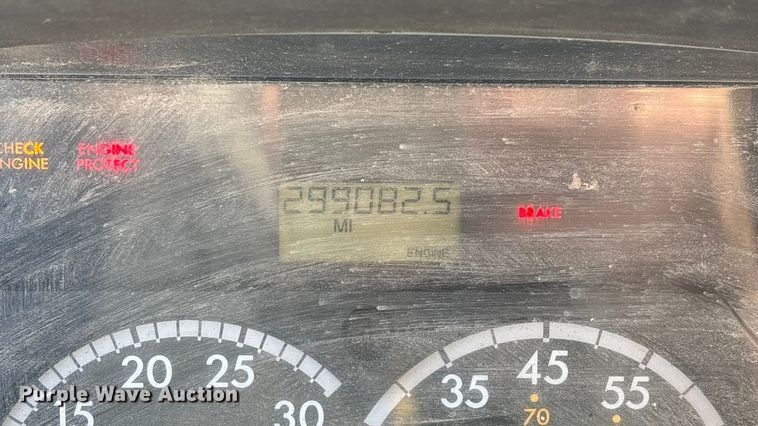 CHECK
ENGINE
ENGINE
PROTECT
299082.5
MI
ENGINE
BRAKE
15 20 25 30
35 45 55
70
Purple Wave Auction